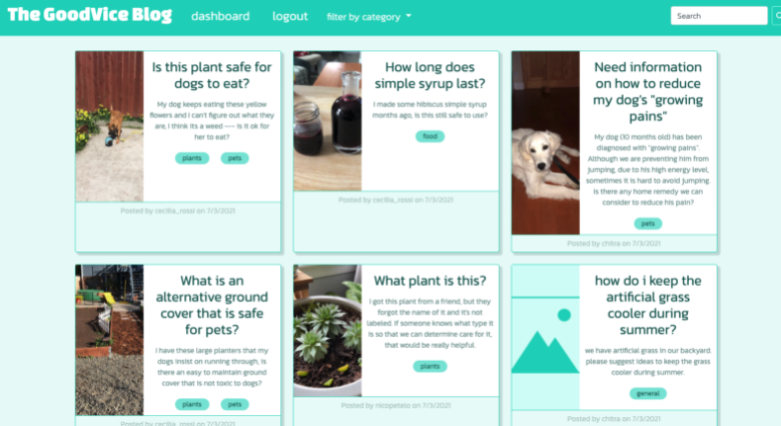 The GoodVice Blog dashboard logout filter by category Search
Is this plant safe for
dogs to eat?
My dog keeps eating these yellow
flowers and I can't figure out what they
are, i think its a weed --- is it ok for
her to eat?
plants pets
Posted by cecilia_rossi on 7/3/2021
How long does
simple syrup last?
I made some hibiscus simple syrup
months ago, is this still safe to use?
food
Posted by cecilia_rossi on 7/3/2021
Need information
on how to reduce
my dog's "growing
pains"
My dog (10 months old) has been
diagnosed with "growing pains".
Although we are preventing him from
jumping, due to his high energy level,
sometimes it is hard to avoid jumping.
Is there any home remedy we can
consider to reduce his pain?
pets
Posted by chitra on 7/3/2021
What is an
alternative ground
cover that is safe
for pets?
I have these large planters that my
dogs insist on running through, is
there an easy to maintain ground
cover that is not toxic to dogs?
plants pets
Posted by cecilia_rossi on 7/3/2021
What plant is this?
I got this plant from a friend, but they
forgot the name of it and it's not
labeled. If someone knows what type it
is so that we can determine care for it,
that would be really helpful.
plants
Posted by nicopetelo on 7/3/2021
how do i keep the
artificial grass
cooler during
summer?
we have artificial grass in our backyard.
please suggest ideas to keep the grass
cooler during summer.
general
Posted by chitra on 7/3/2021